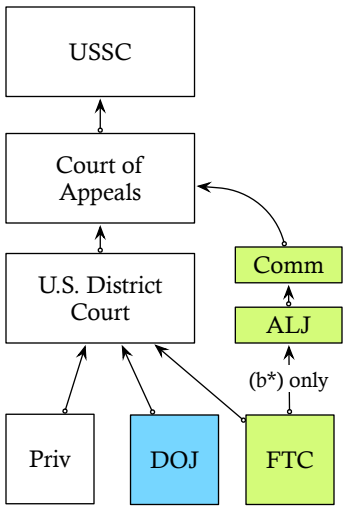 USSC
Court of
Appeals
Comm
U.S. District
Court
ALJ
(b*) only
Priv
DOJ
FTC